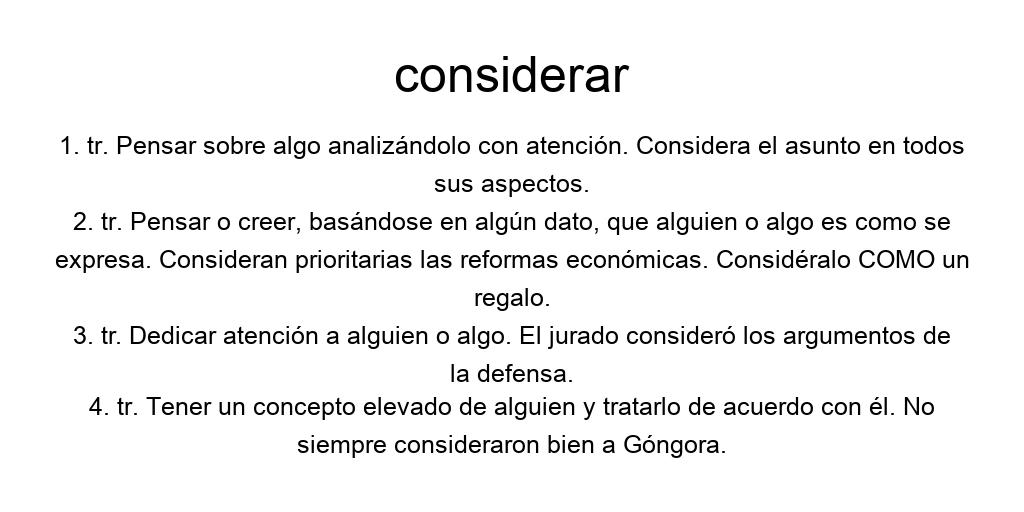 considerar
1. tr. Pensar sobre algo analizándolo con atención. Considera el asunto en todos
sus aspectos.
2. tr. Pensar o creer, basándose en algún dato, que alguien o algo es como se
expresa. Consideran prioritarias las reformas económicas. Considéralo COMO un
regalo.
3. tr. Dedicar atención a alguien o algo. El jurado consideró los argumentos de
la defensa.
4. tr. Tener un concepto elevado de alguien y tratarlo de acuerdo con él. No
siempre consideraron bien a Góngora.